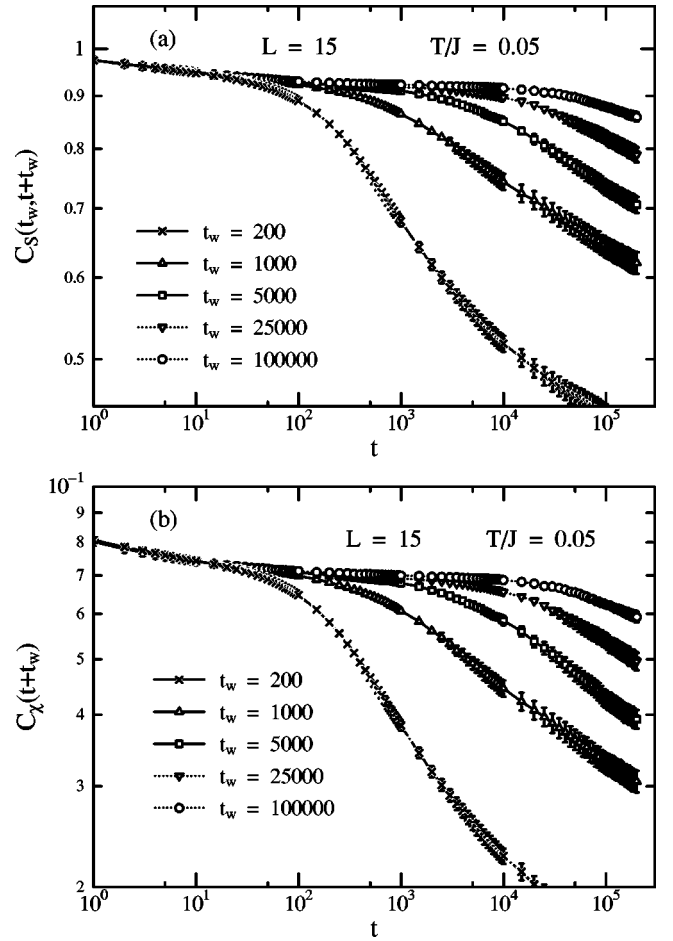 (a)
L = 15
T/J = 0.05
1
0.9
0.8
0.7
0.6
0.5
C_S(t_w,t+t_w)
t_w = 200
t_w = 1000
t_w = 5000
t_w = 25000
t_w = 100000
10^0
10^1
10^2
10^3
10^4
10^5
t
(b)
L = 15
T/J = 0.05
10^-1
8
7
6
5
4
3
2
C_χ(t+t_w)
t_w = 200
t_w = 1000
t_w = 5000
t_w = 25000
t_w = 100000
10^0
10^1
10^2
10^3
10^4
10^5
t